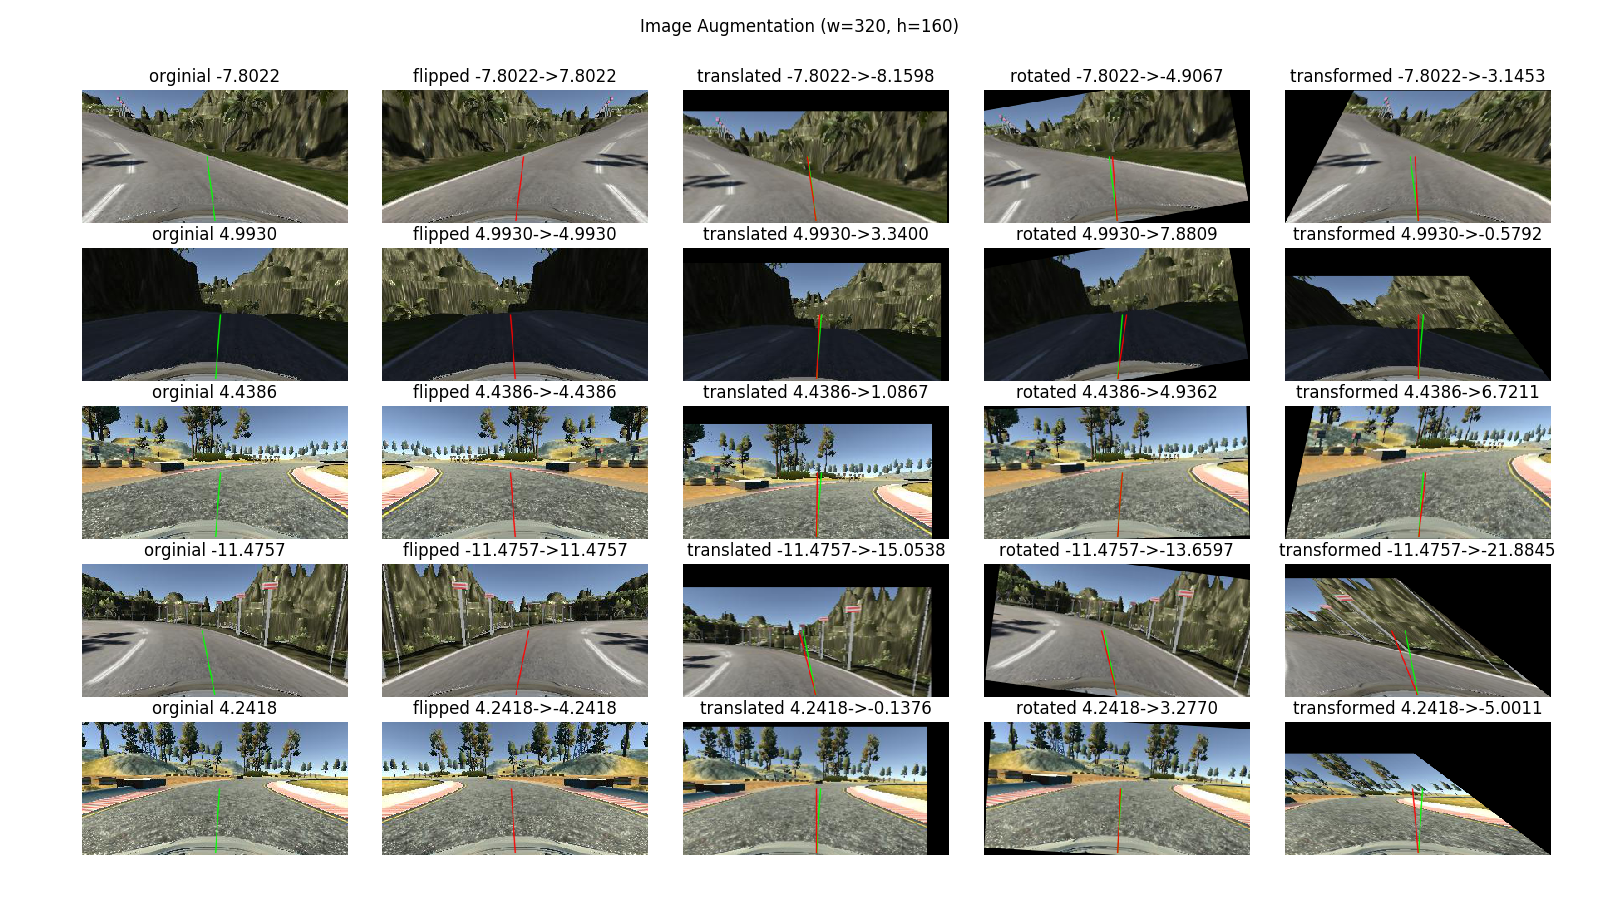 Image Augmentation (w=320, h=160)
orginial -7.8022
flipped -7.8022->7.8022
translated -7.8022->-8.1598
rotated -7.8022->-4.9067
transformed -7.8022->-3.1453
orginial 4.9930
flipped 4.9930->-4.9930
translated 4.9930->3.3400
rotated 4.9930->7.8809
transformed 4.9930->-0.5792
orginial 4.4386
flipped 4.4386->-4.4386
translated 4.4386->1.0867
rotated 4.4386->4.9362
transformed 4.4386->6.7211
orginial -11.4757
flipped -11.4757->11.4757
translated -11.4757->-15.0538
rotated -11.4757->-13.6597
transformed -11.4757->-21.8845
orginial 4.2418
flipped 4.2418->-4.2418
translated 4.2418->-0.1376
rotated 4.2418->3.2770
transformed 4.2418->-5.0011